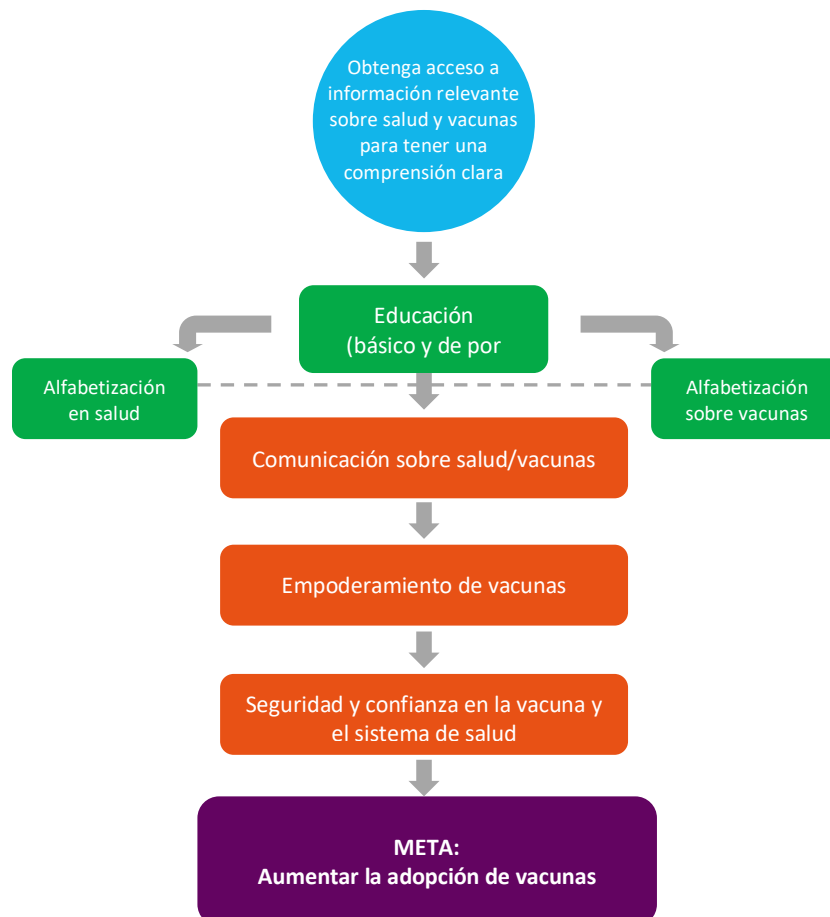 Obtenga acceso a
información relevante
sobre salud y vacunas
para tener una
comprensión clara
Educación
(básico y de por
Alfabetización
en salud
Alfabetización
sobre vacunas
Comunicación sobre salud/vacunas
Empoderamiento de vacunas
Seguridad y confianza en la vacuna y
el sistema de salud
META:
Aumentar la adopción de vacunas